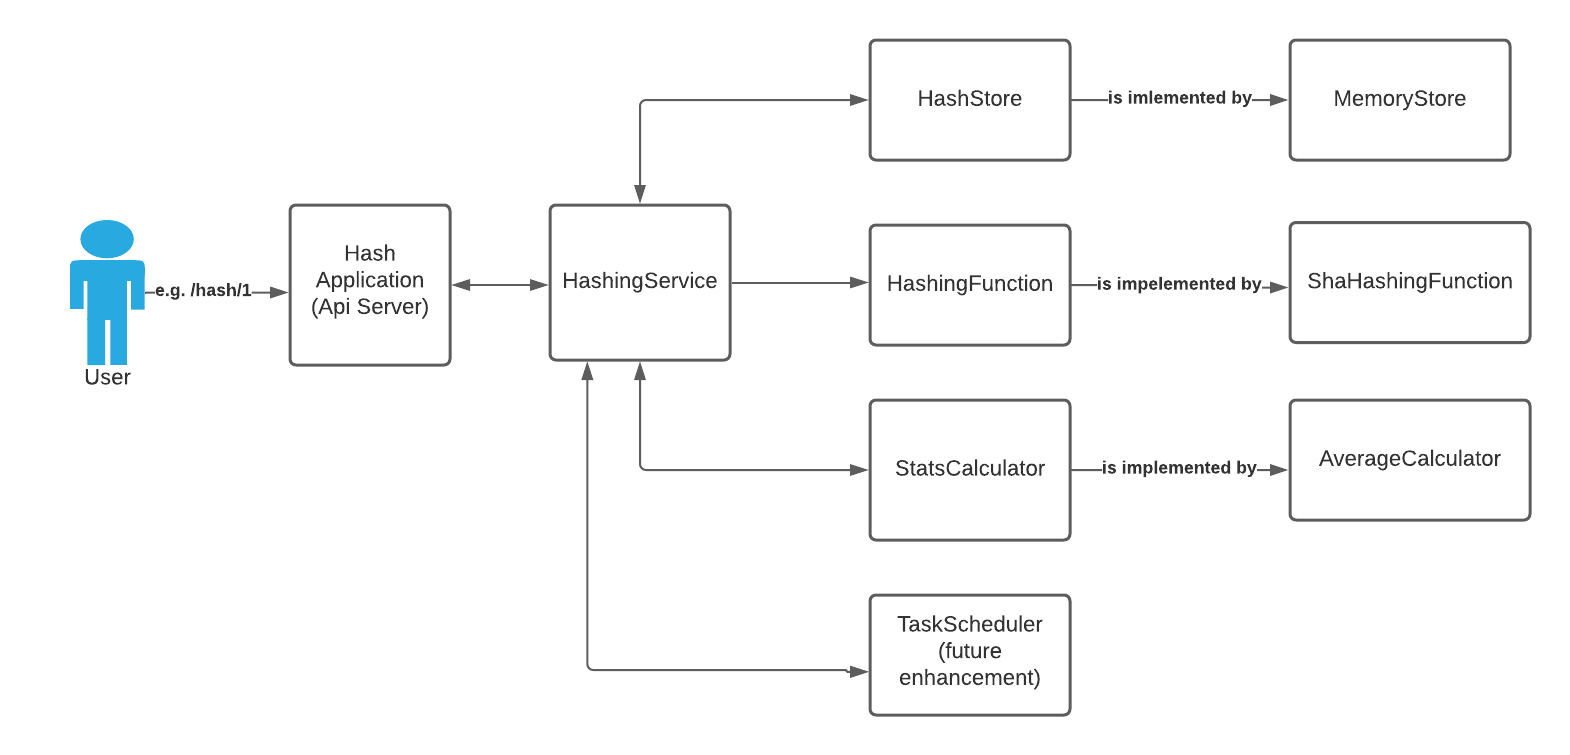 HashStore
is imlemented by
MemoryStore
e.g. /hash/1
User
Hash
Application
(Api Server)
HashingService
HashingFunction
is impelemented by
ShaHashingFunction
StatsCalculator
is implemented by
AverageCalculator
TaskScheduler
(future
enhancement)